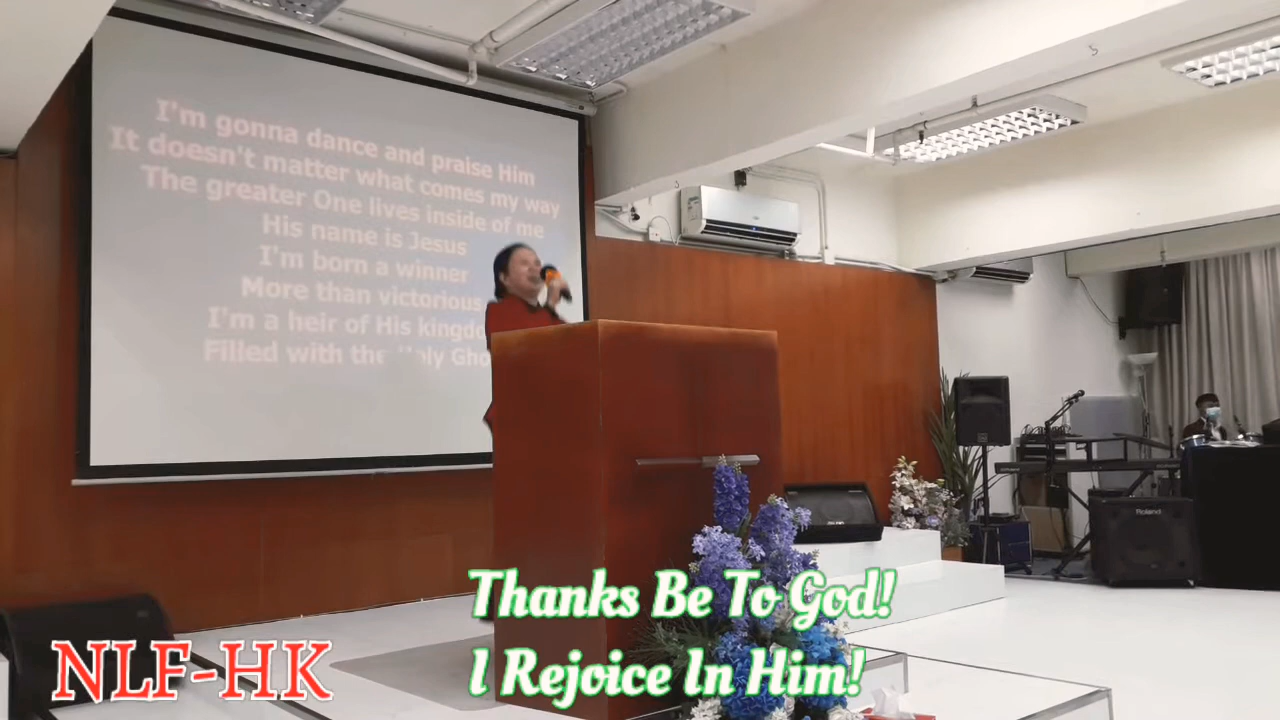 I'm gonna dance and praise Him
It doesn't matter what comes my way
The greater One lives inside of me
His name is Jesus
I'm born a winner
More than victorious
I'm a heir of His
Filled with the
Roland
Thanks Be To God!
I Rejoice In Him!
NLF-HK